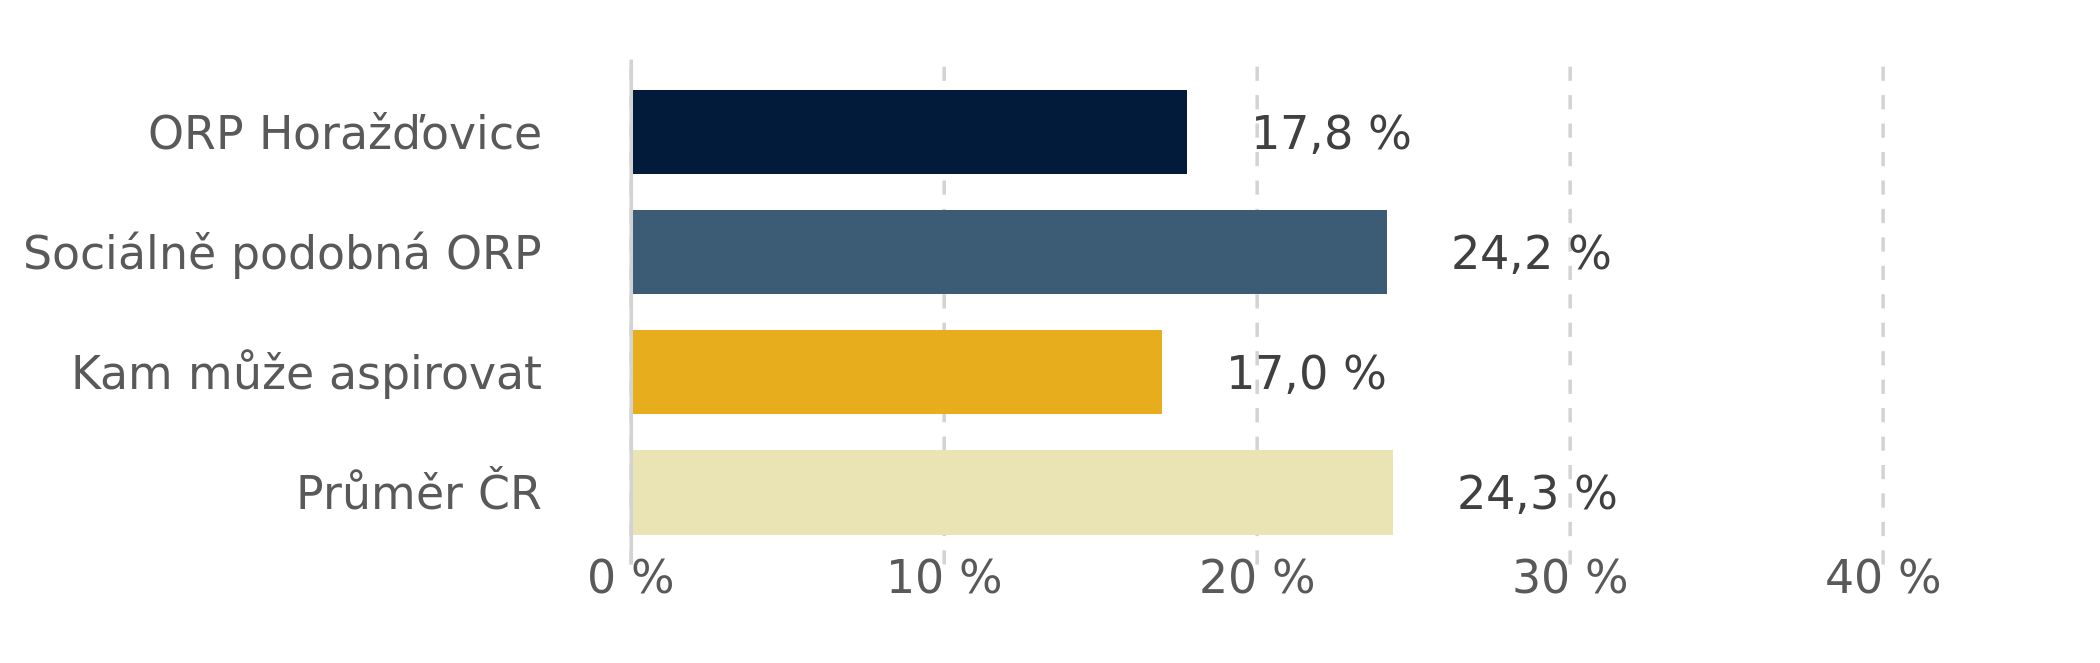 ORP Horažďovice 17,8 %
Sociálně podobná ORP 24,2 %
Kam může aspirovat 17,0 %
Průměr ČR 24,3 %
0 % 10 % 20 % 30 % 40 %